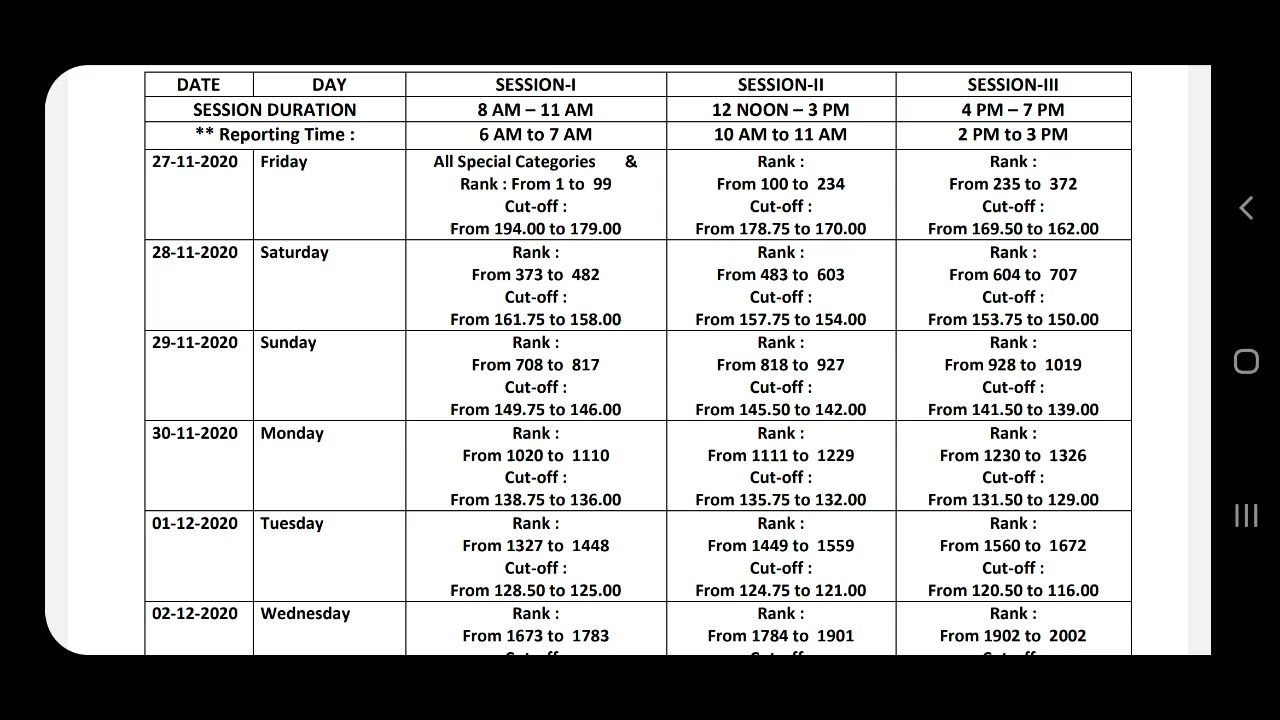 DATE DAY SESSION-I SESSION-II SESSION-III
SESSION DURATION 8 AM – 11 AM 12 NOON – 3 PM 4 PM – 7 PM
** Reporting Time : 6 AM to 7 AM 10 AM to 11 AM 2 PM to 3 PM
27-11-2020 Friday All Special Categories & Rank : Rank :
Rank : From 1 to 99 From 100 to 234 From 235 to 372
Cut-off : Cut-off : Cut-off :
From 194.00 to 179.00 From 178.75 to 170.00 From 169.50 to 162.00
28-11-2020 Saturday Rank : Rank : Rank :
From 373 to 482 From 483 to 603 From 604 to 707
Cut-off : Cut-off : Cut-off :
From 161.75 to 158.00 From 157.75 to 154.00 From 153.75 to 150.00
29-11-2020 Sunday Rank : Rank : Rank :
From 708 to 817 From 818 to 927 From 928 to 1019
Cut-off : Cut-off : Cut-off :
From 149.75 to 146.00 From 145.50 to 142.00 From 141.50 to 139.00
30-11-2020 Monday Rank : Rank : Rank :
From 1020 to 1110 From 1111 to 1229 From 1230 to 1326
Cut-off : Cut-off : Cut-off :
From 138.75 to 136.00 From 135.75 to 132.00 From 131.50 to 129.00
01-12-2020 Tuesday Rank : Rank : Rank :
From 1327 to 1448 From 1449 to 1559 From 1560 to 1672
Cut-off : Cut-off : Cut-off :
From 128.50 to 125.00 From 124.75 to 121.00 From 120.50 to 116.00
02-12-2020 Wednesday Rank : Rank : Rank :
From 1673 to 1783 From 1784 to 1901 From 1902 to 2002